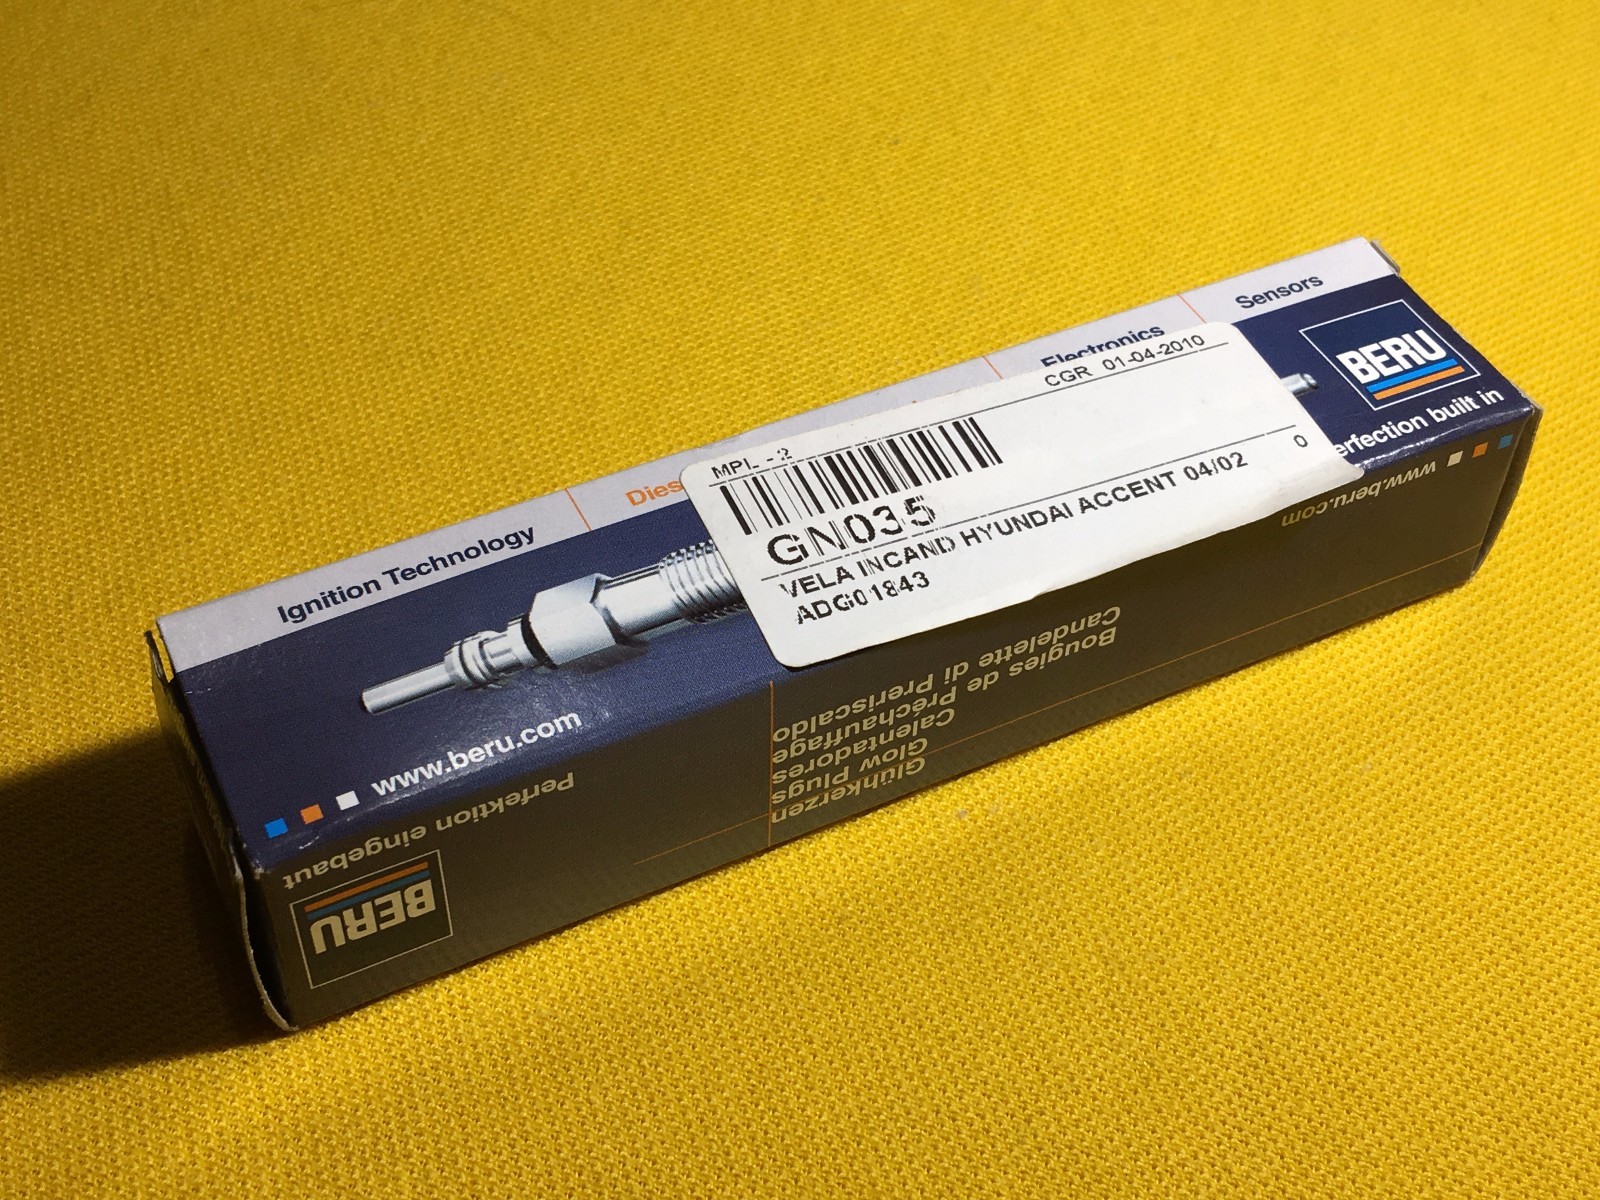 Sensors
Electronics
Ignition Technology
BERU
built in
www.beru.com
CGR 01-04-2010
MPL -2
GN035
0
VELA INCAND HYUNDAI ACCENT 04/02
ADG01843
www.beru.com
Perfektion eingebaut
BERU
Glühkerzen
Glow Plugs
Calentadores
Bougies de Préchauffage
Candelette di Preriscaldo